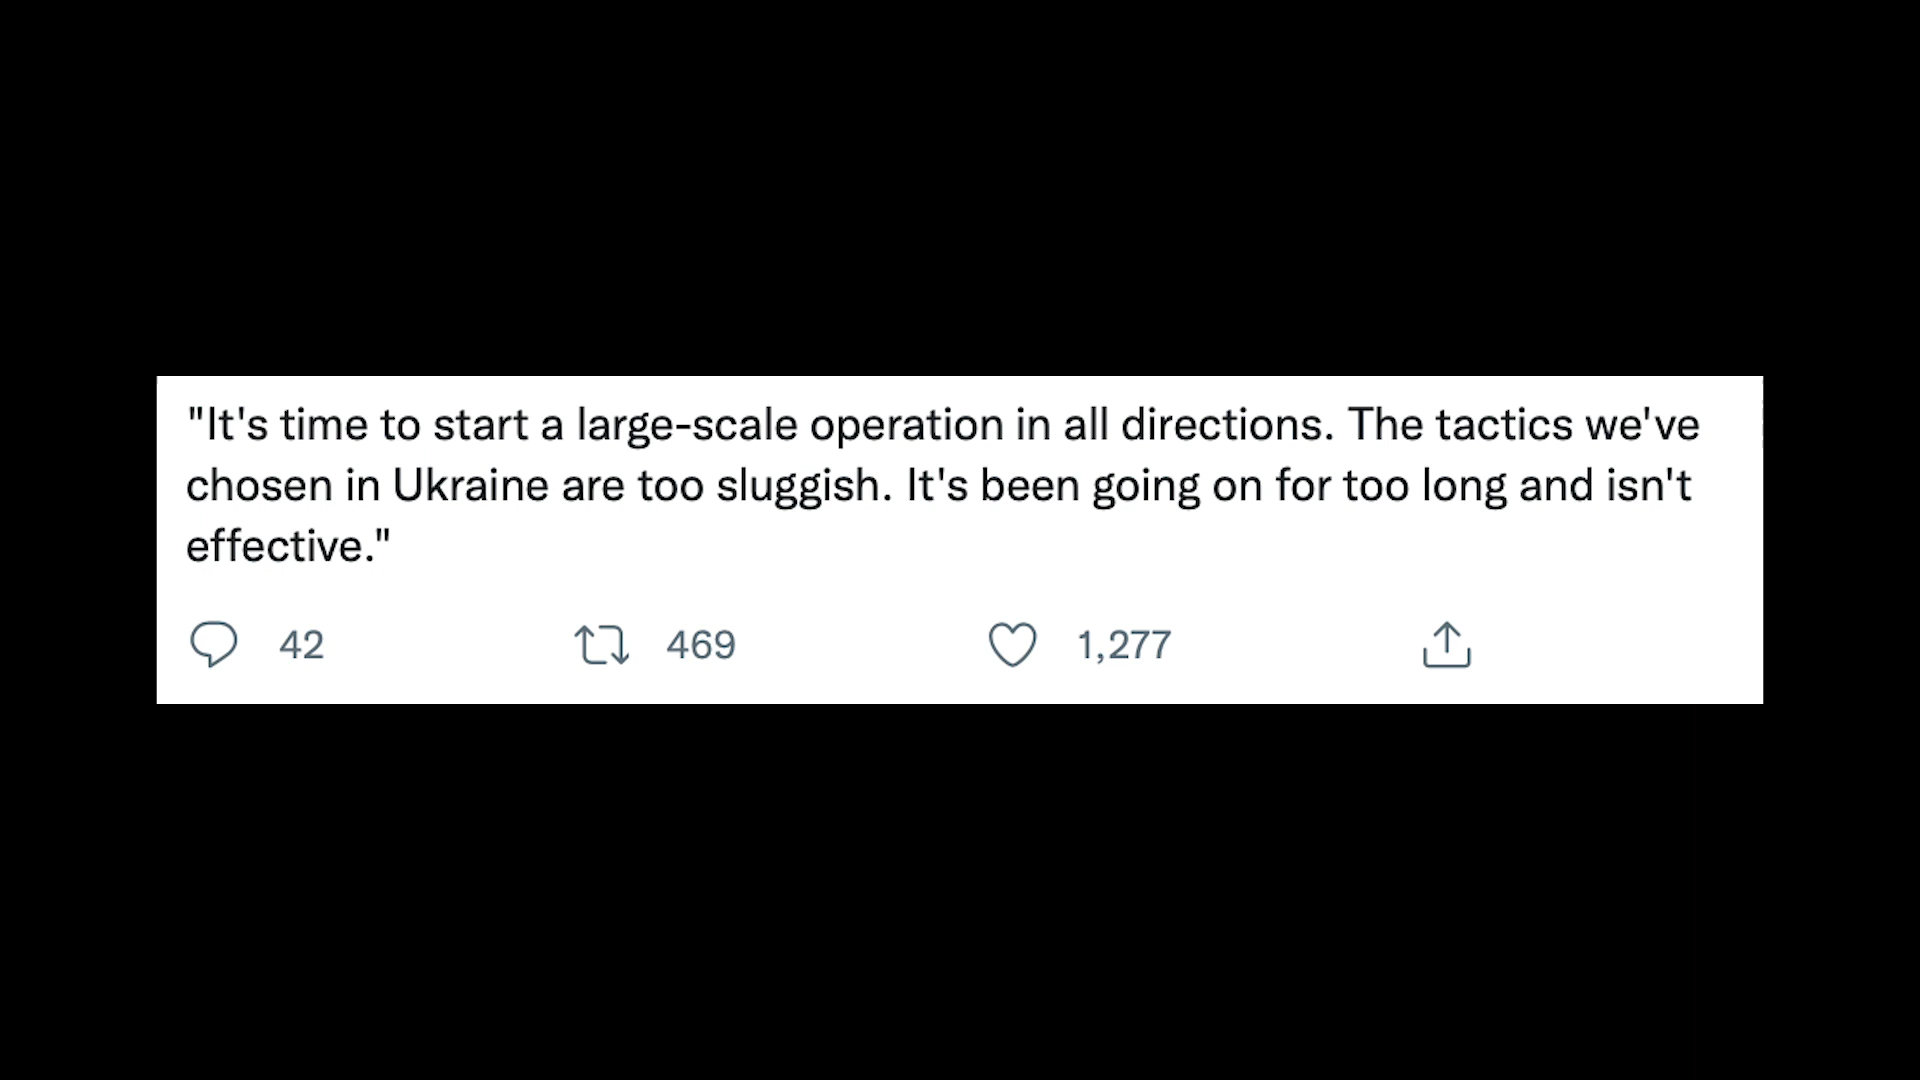 "It's time to start a large-scale operation in all directions. The tactics we've
chosen in Ukraine are too sluggish. It's been going on for too long and isn't
effective."
42 469 1,277